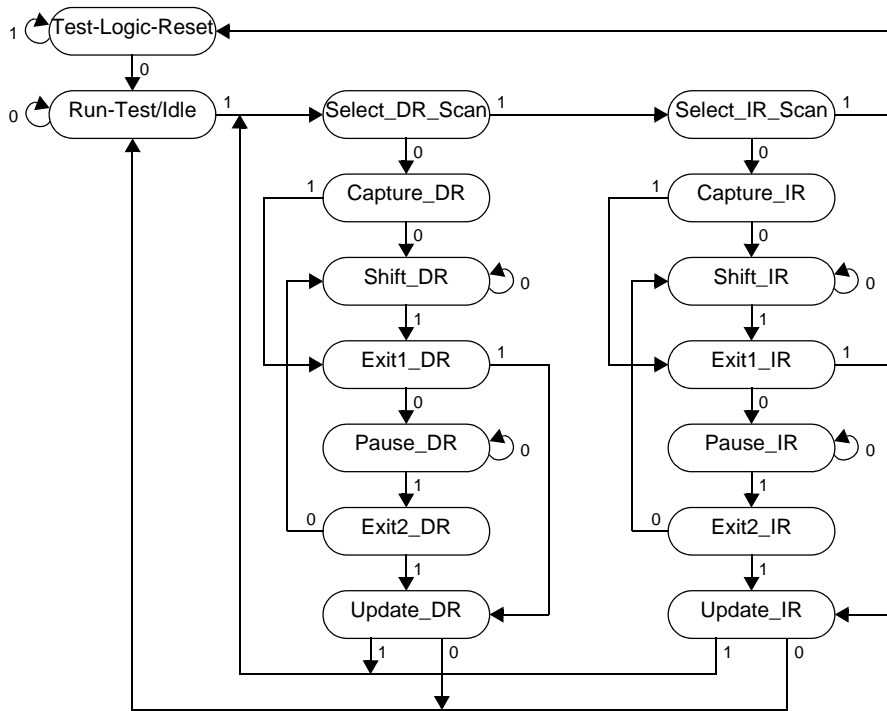 Test-Logic-Reset
1
0
Run-Test/Idle
0
1
Select_DR_Scan
1
Select_IR_Scan
1
0
0
1
Capture_DR
1
Capture_IR
0
0
Shift_DR
0
Shift_IR
0
1
1
Exit1_DR
1
Exit1_IR
1
0
0
Pause_DR
0
Pause_IR
0
1
1
0
Exit2_DR
0
Exit2_IR
1
1
Update_DR
Update_IR
1
0
1
0